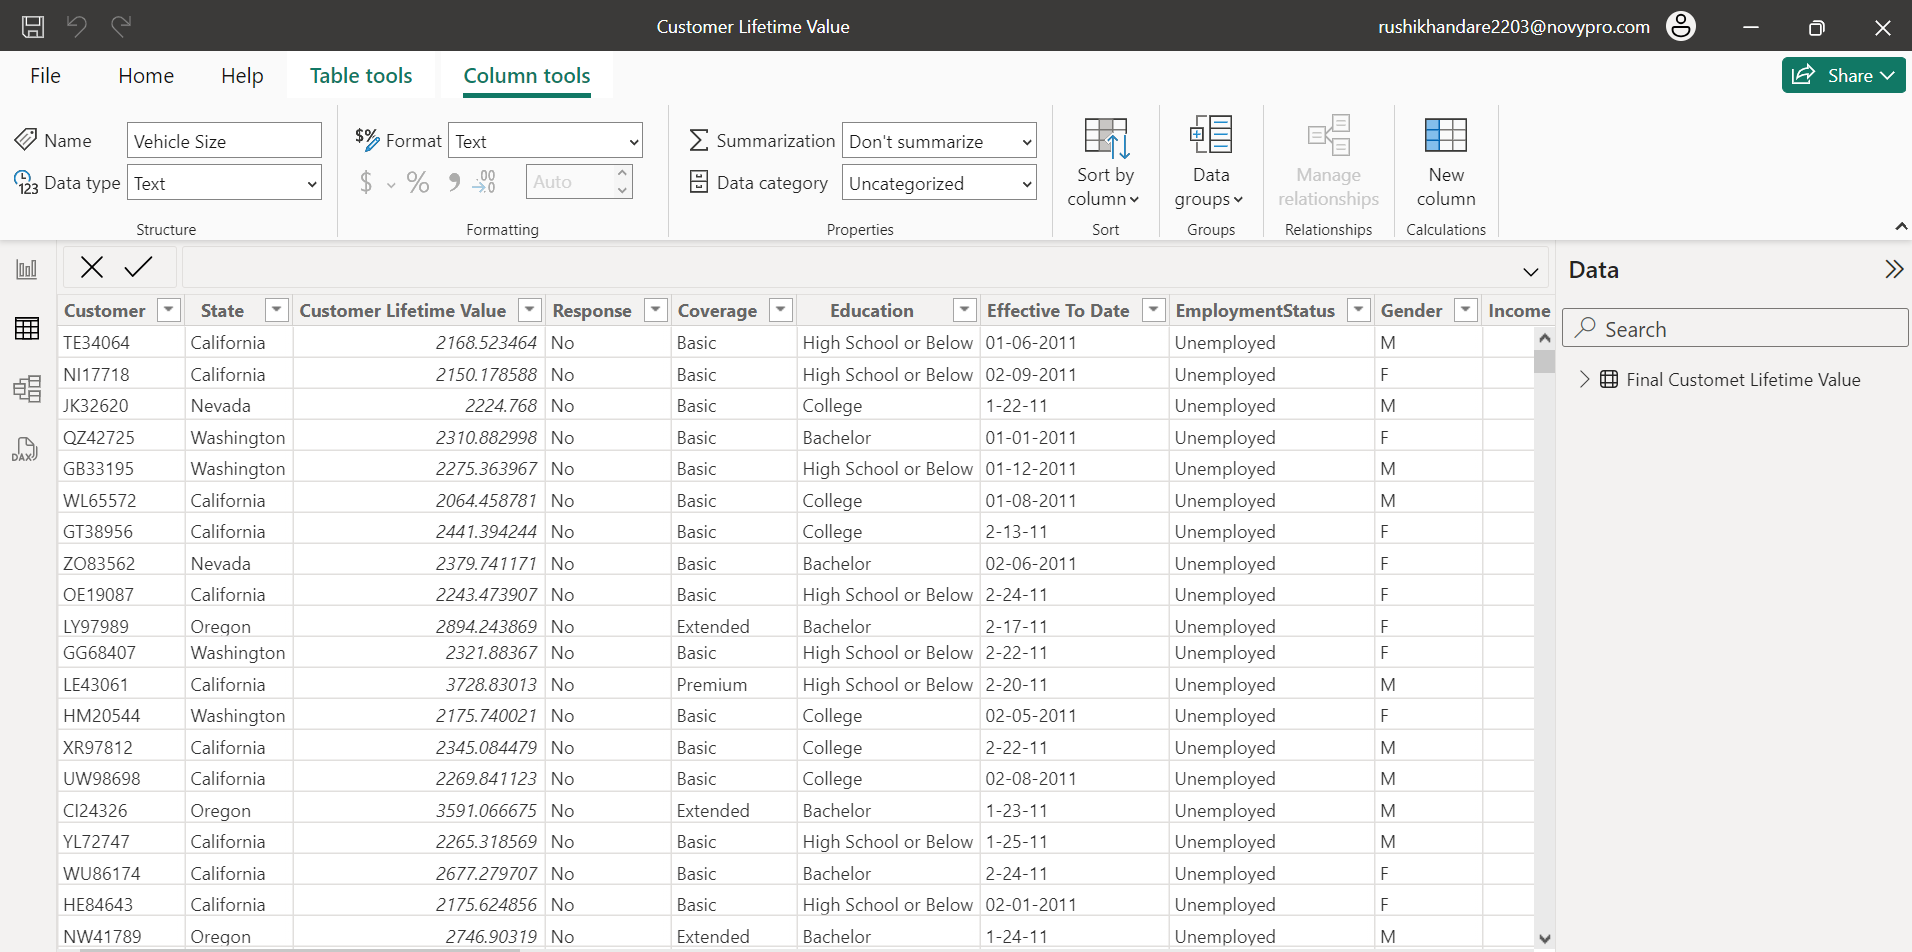 Customer Lifetime Value
rushikhandare2203@novypro.com
File Home Help Table tools Column tools
Share
Name Vehicle Size
Data type Text
Structure
$% Format Text
$ % 9 .00 Auto
Formatting
Summarization Don't summarize
Data category Uncategorized
Properties
Sort by column
Sort
Data groups
Groups
Manage relationships
Relationships
New column
Calculations
Customer State Customer Lifetime Value Response Coverage Education Effective To Date EmploymentStatus Gender Income
TE34064 California 2168.523464 No Basic High School or Below 01-06-2011 Unemployed M
NI17718 California 2150.178588 No Basic High School or Below 02-09-2011 Unemployed F
JK32620 Nevada 2224.768 No Basic College 1-22-11 Unemployed M
QZ42725 Washington 2310.882998 No Basic Bachelor 01-01-2011 Unemployed F
GB33195 Washington 2275.363967 No Basic High School or Below 01-12-2011 Unemployed M
WL65572 California 2064.458781 No Basic College 01-08-2011 Unemployed M
GT38956 California 2441.394244 No Basic College 2-13-11 Unemployed F
ZO83562 Nevada 2379.741171 No Basic Bachelor 02-06-2011 Unemployed F
OE19087 California 2243.473907 No Basic High School or Below 2-24-11 Unemployed F
LY97989 Oregon 2894.243869 No Extended Bachelor 2-17-11 Unemployed F
GG68407 Washington 2321.88367 No Basic High School or Below 2-22-11 Unemployed F
LE43061 California 3728.83013 No Premium High School or Below 2-20-11 Unemployed M
HM20544 Washington 2175.740021 No Basic College 02-05-2011 Unemployed F
XR97812 California 2345.084479 No Basic College 2-22-11 Unemployed M
UW98698 California 2269.841123 No Basic College 02-08-2011 Unemployed M
CI24326 Oregon 3591.066675 No Extended Bachelor 1-23-11 Unemployed M
YL72747 California 2265.318569 No Basic High School or Below 1-25-11 Unemployed M
WU86174 California 2677.279707 No Basic Bachelor 2-24-11 Unemployed F
HE84643 California 2175.624856 No Basic High School or Below 02-01-2011 Unemployed F
NW41789 Oregon 2746.90319 No Extended Bachelor 1-24-11 Unemployed M
DAX
Data
Search
Final Customet Lifetime Value